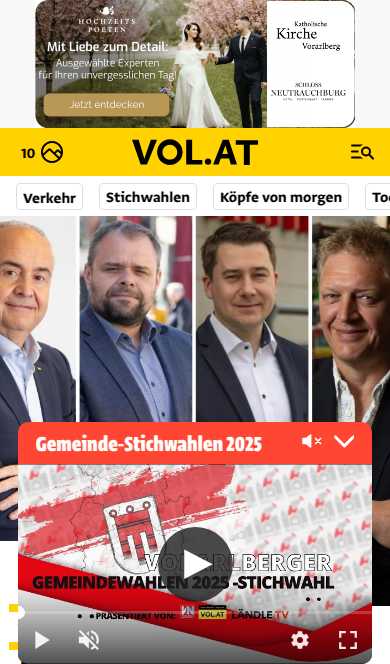 HOCHZEITS
POETEN
Mit Liebe zum Detail:
Ausgewählte Experten
für Ihren unvergesslichen Tag!
Jetzt entdecken
Katholische
Kirche
Vorarlberg
SCHLOSS
NEUTRAUCHBURG
10
VOL.AT
Verkehr
Stichwahlen
Köpfe von morgen
To
Gemeinde-Stichwahlen 2025
VORARLBERGER
GEMEINDEWAHLEN 2025 -STICHWAHL
PRÄSENTIERT VON:
VN
VOL.AT
LÄNDLE TV